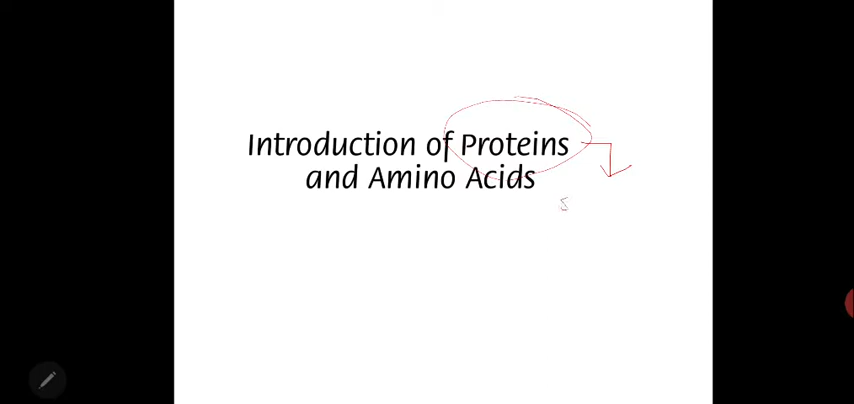 Introduction of Proteins
and Amino Acids